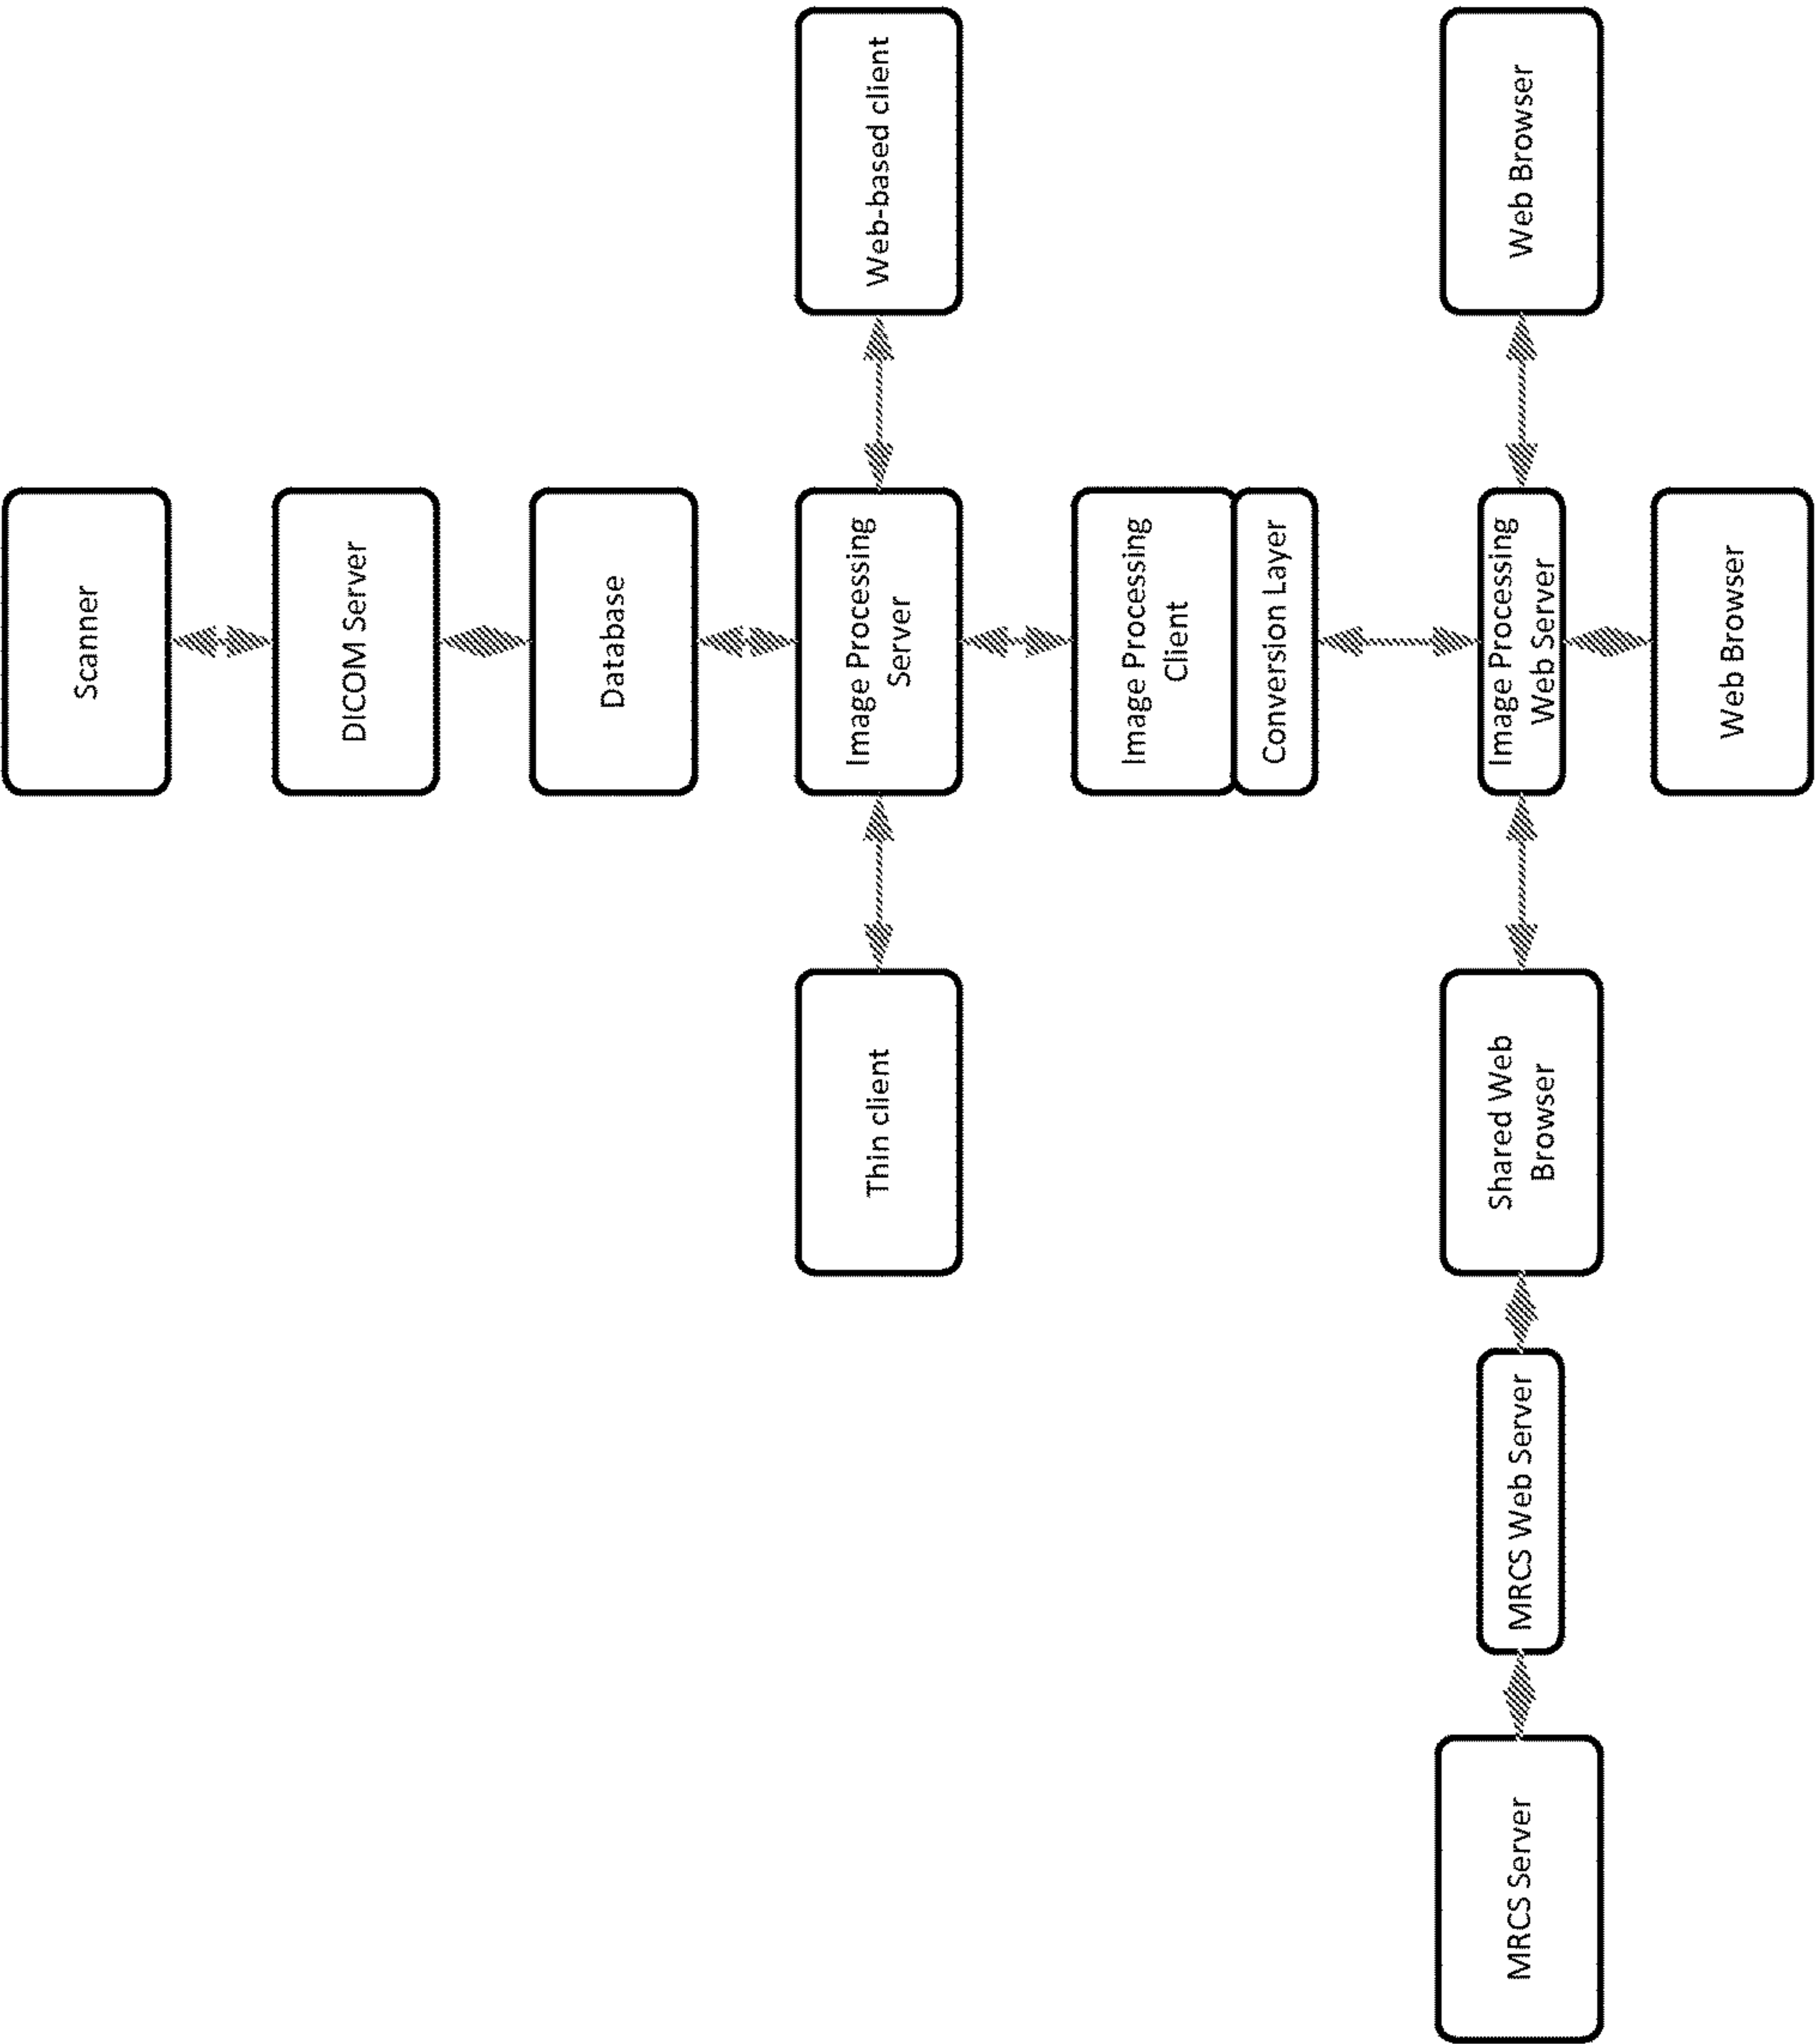 Scanner
DICOM Server
Database
Thin client
Image Processing
Server
Web-based client
Image Processing
Client
Conversion Layer
MRCS Server
MRCS Web Server
Shared Web
Browser
Image Processing
Web Server
Web Browser
Web Browser